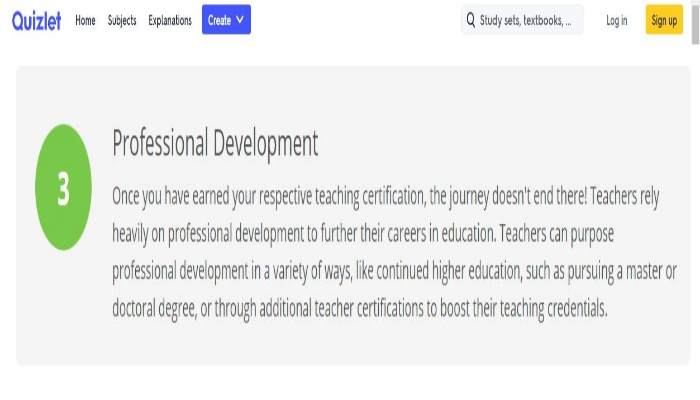 Quizlet Home Subjects Explanations Create Study sets, textbooks, ... Log in Sign up
3
Professional Development
Once you have earned your respective teaching certification, the journey doesn't end there! Teachers rely
heavily on professional development to further their careers in education. Teachers can purpose
professional development in a variety of ways, like continued higher education, such as pursuing a master or
doctoral degree, or through additional teacher certifications to boost their teaching credentials.